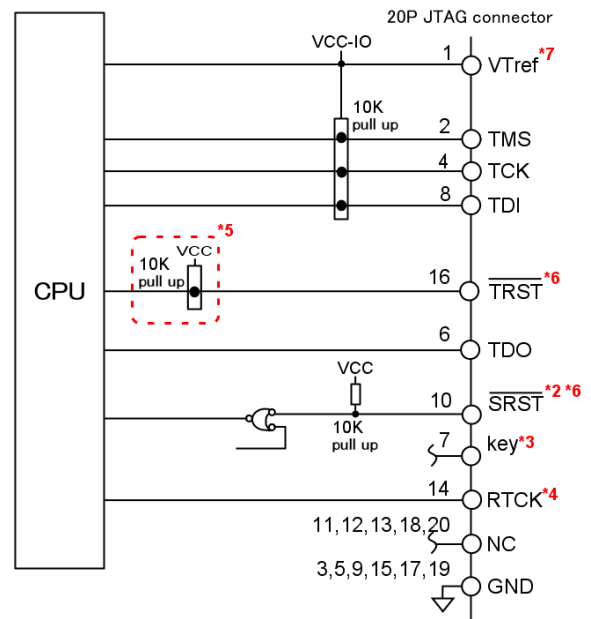 20P JTAG connector
VCC-IO
1 VTref*7
10K
pull up
2 TMS
4 TCK
8 TDI
*5
VCC
10K
pull up
CPU
16 TRST*6
6 TDO
VCC
10 SRST*2 *6
10K
pull up
7 key*3
14 RTCK*4
11,12,13,18,20
NC
3,5,9,15,17,19
GND